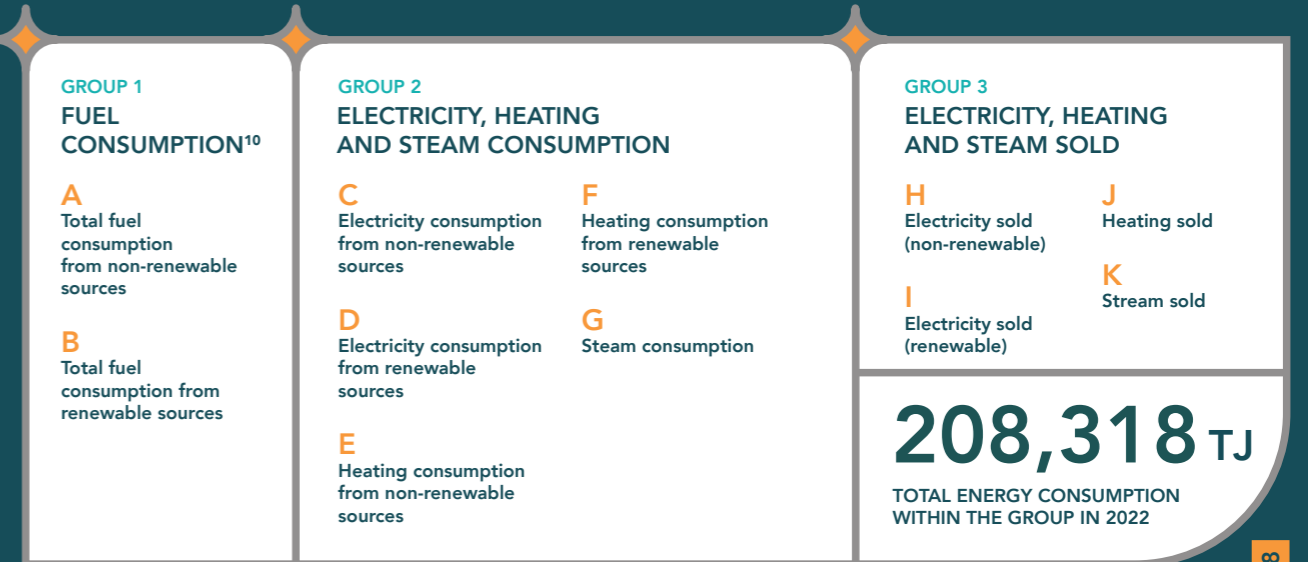 GROUP 1
FUEL
CONSUMPTION¹⁰
A
Total fuel
consumption
from non-renewable
sources
B
Total fuel
consumption from
renewable sources
GROUP 2
ELECTRICITY, HEATING
AND STEAM CONSUMPTION
C
Electricity consumption
from non-renewable
sources
D
Electricity consumption
from renewable
sources
E
Heating consumption
from non-renewable
sources
F
Heating consumption
from renewable
sources
G
Steam consumption
GROUP 3
ELECTRICITY, HEATING
AND STEAM SOLD
H
Electricity sold
(non-renewable)
I
Electricity sold
(renewable)
J
Heating sold
K
Stream sold
208,318 TJ
TOTAL ENERGY CONSUMPTION
WITHIN THE GROUP IN 2022